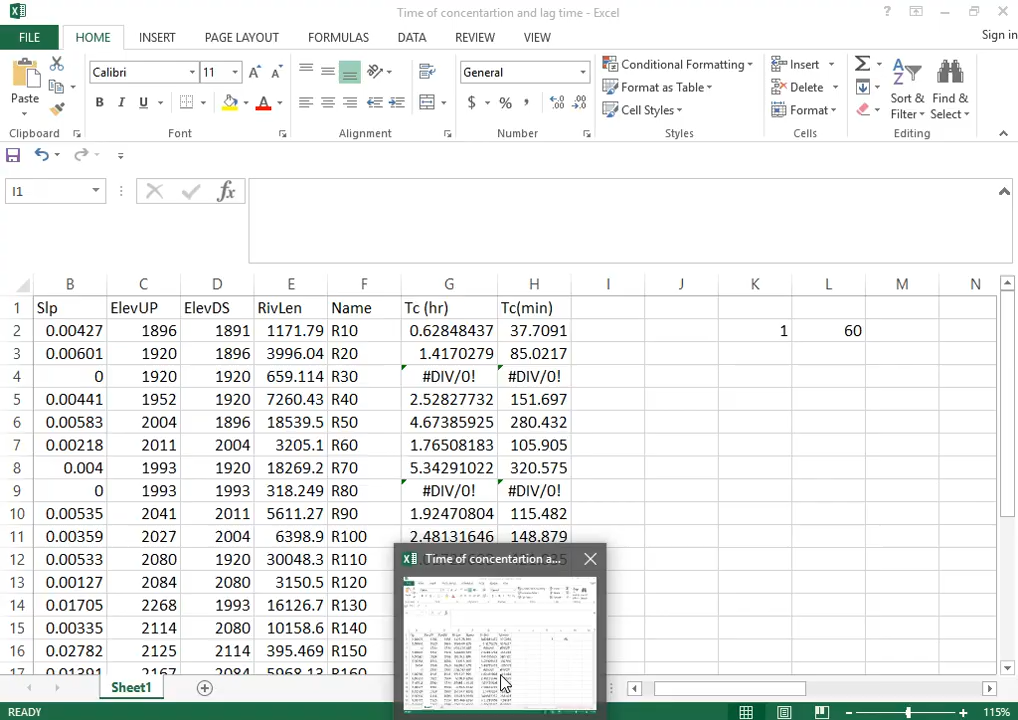 Time of concentartion and lag time - Excel
?
FILE HOME INSERT PAGE LAYOUT FORMULAS DATA REVIEW VIEW Sign in
Paste Calibri 11 A A General Conditional Formatting Insert Sort & Find &
B I U A $ % , Format as Table Delete Filter Select
Cell Styles Format
Clipboard Font Alignment Number Styles Cells Editing
I1 fx
B C D E F G H I J K L M N
1 Slp ElevUP ElevDS RivLen Name Tc (hr) Tc(min)
2 0.00427 1896 1891 1171.79 R10 0.62848437 37.7091 1 60
3 0.00601 1920 1896 3996.04 R20 1.4170279 85.0217
4 0 1920 1920 659.114 R30 #DIV/0! #DIV/0!
5 0.00441 1952 1920 7260.43 R40 2.52827732 151.697
6 0.00583 2004 1896 18539.5 R50 4.67385925 280.432
7 0.00218 2011 2004 3205.1 R60 1.76508183 105.905
8 0.004 1993 1920 18269.2 R70 5.34291022 320.575
9 0 1993 1993 318.249 R80 #DIV/0! #DIV/0!
10 0.00535 2041 2011 5611.27 R90 1.92470804 115.482
11 0.00359 2027 2004 6398.9 R100 2.48131646 148.879
12 0.00533 2080 1920 30048.3 R110
13 0.00127 2084 2080 3150.5 R120
14 0.01705 2268 1993 16126.7 R130
15 0.00335 2114 2080 10158.6 R140
16 0.02782 2125 2114 395.469 R150
17 0.01391 2167 2084 5968.13 R160
Time of concentartion a...
Sheet1
READY 115%